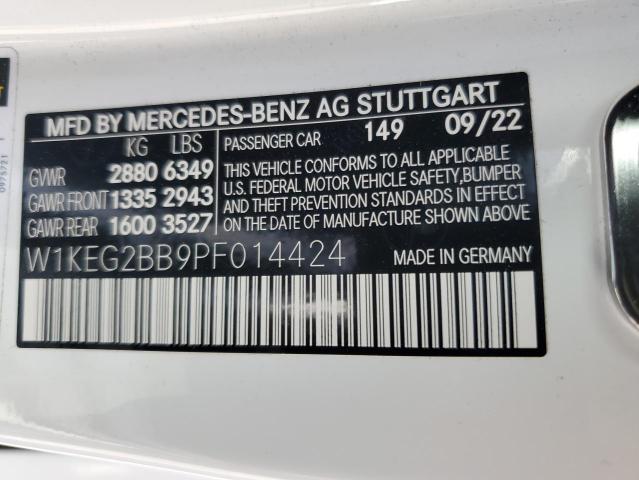 MFD BY MERCEDES-BENZ AG STUTTGART
KG LBS
GVWR 2880 6349
GAWR FRONT 1335 2943
GAWR REAR 1600 3527
PASSENGER CAR 149 09/22
THIS VEHICLE CONFORMS TO ALL APPLICABLE
U.S. FEDERAL MOTOR VEHICLE SAFETY, BUMPER
AND THEFT PREVENTION STANDARDS IN EFFECT
ON THE DATE OF MANUFACTURE SHOWN ABOVE
W1KEG2BB9PF014424 MADE IN GERMANY